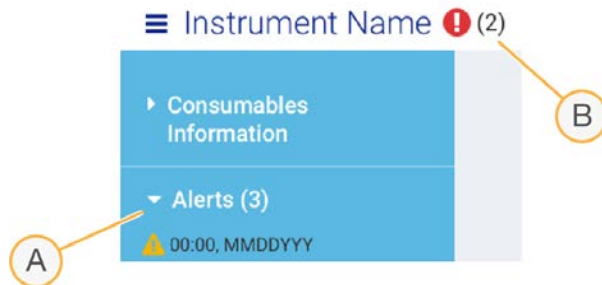 Instrument Name (2)
Consumables
Information
B
Alerts (3)
A
00:00, MMDDYYY